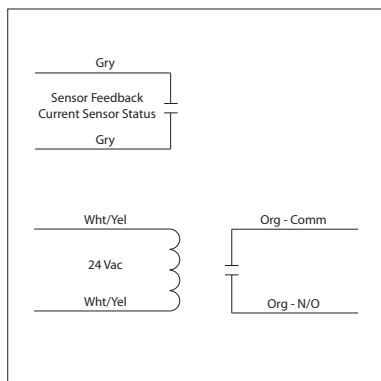 Gry
Sensor Feedback
Current Sensor Status
Gry
Wht/Yel
Org - Comm
24 Vac
Wht/Yel
Org - N/O